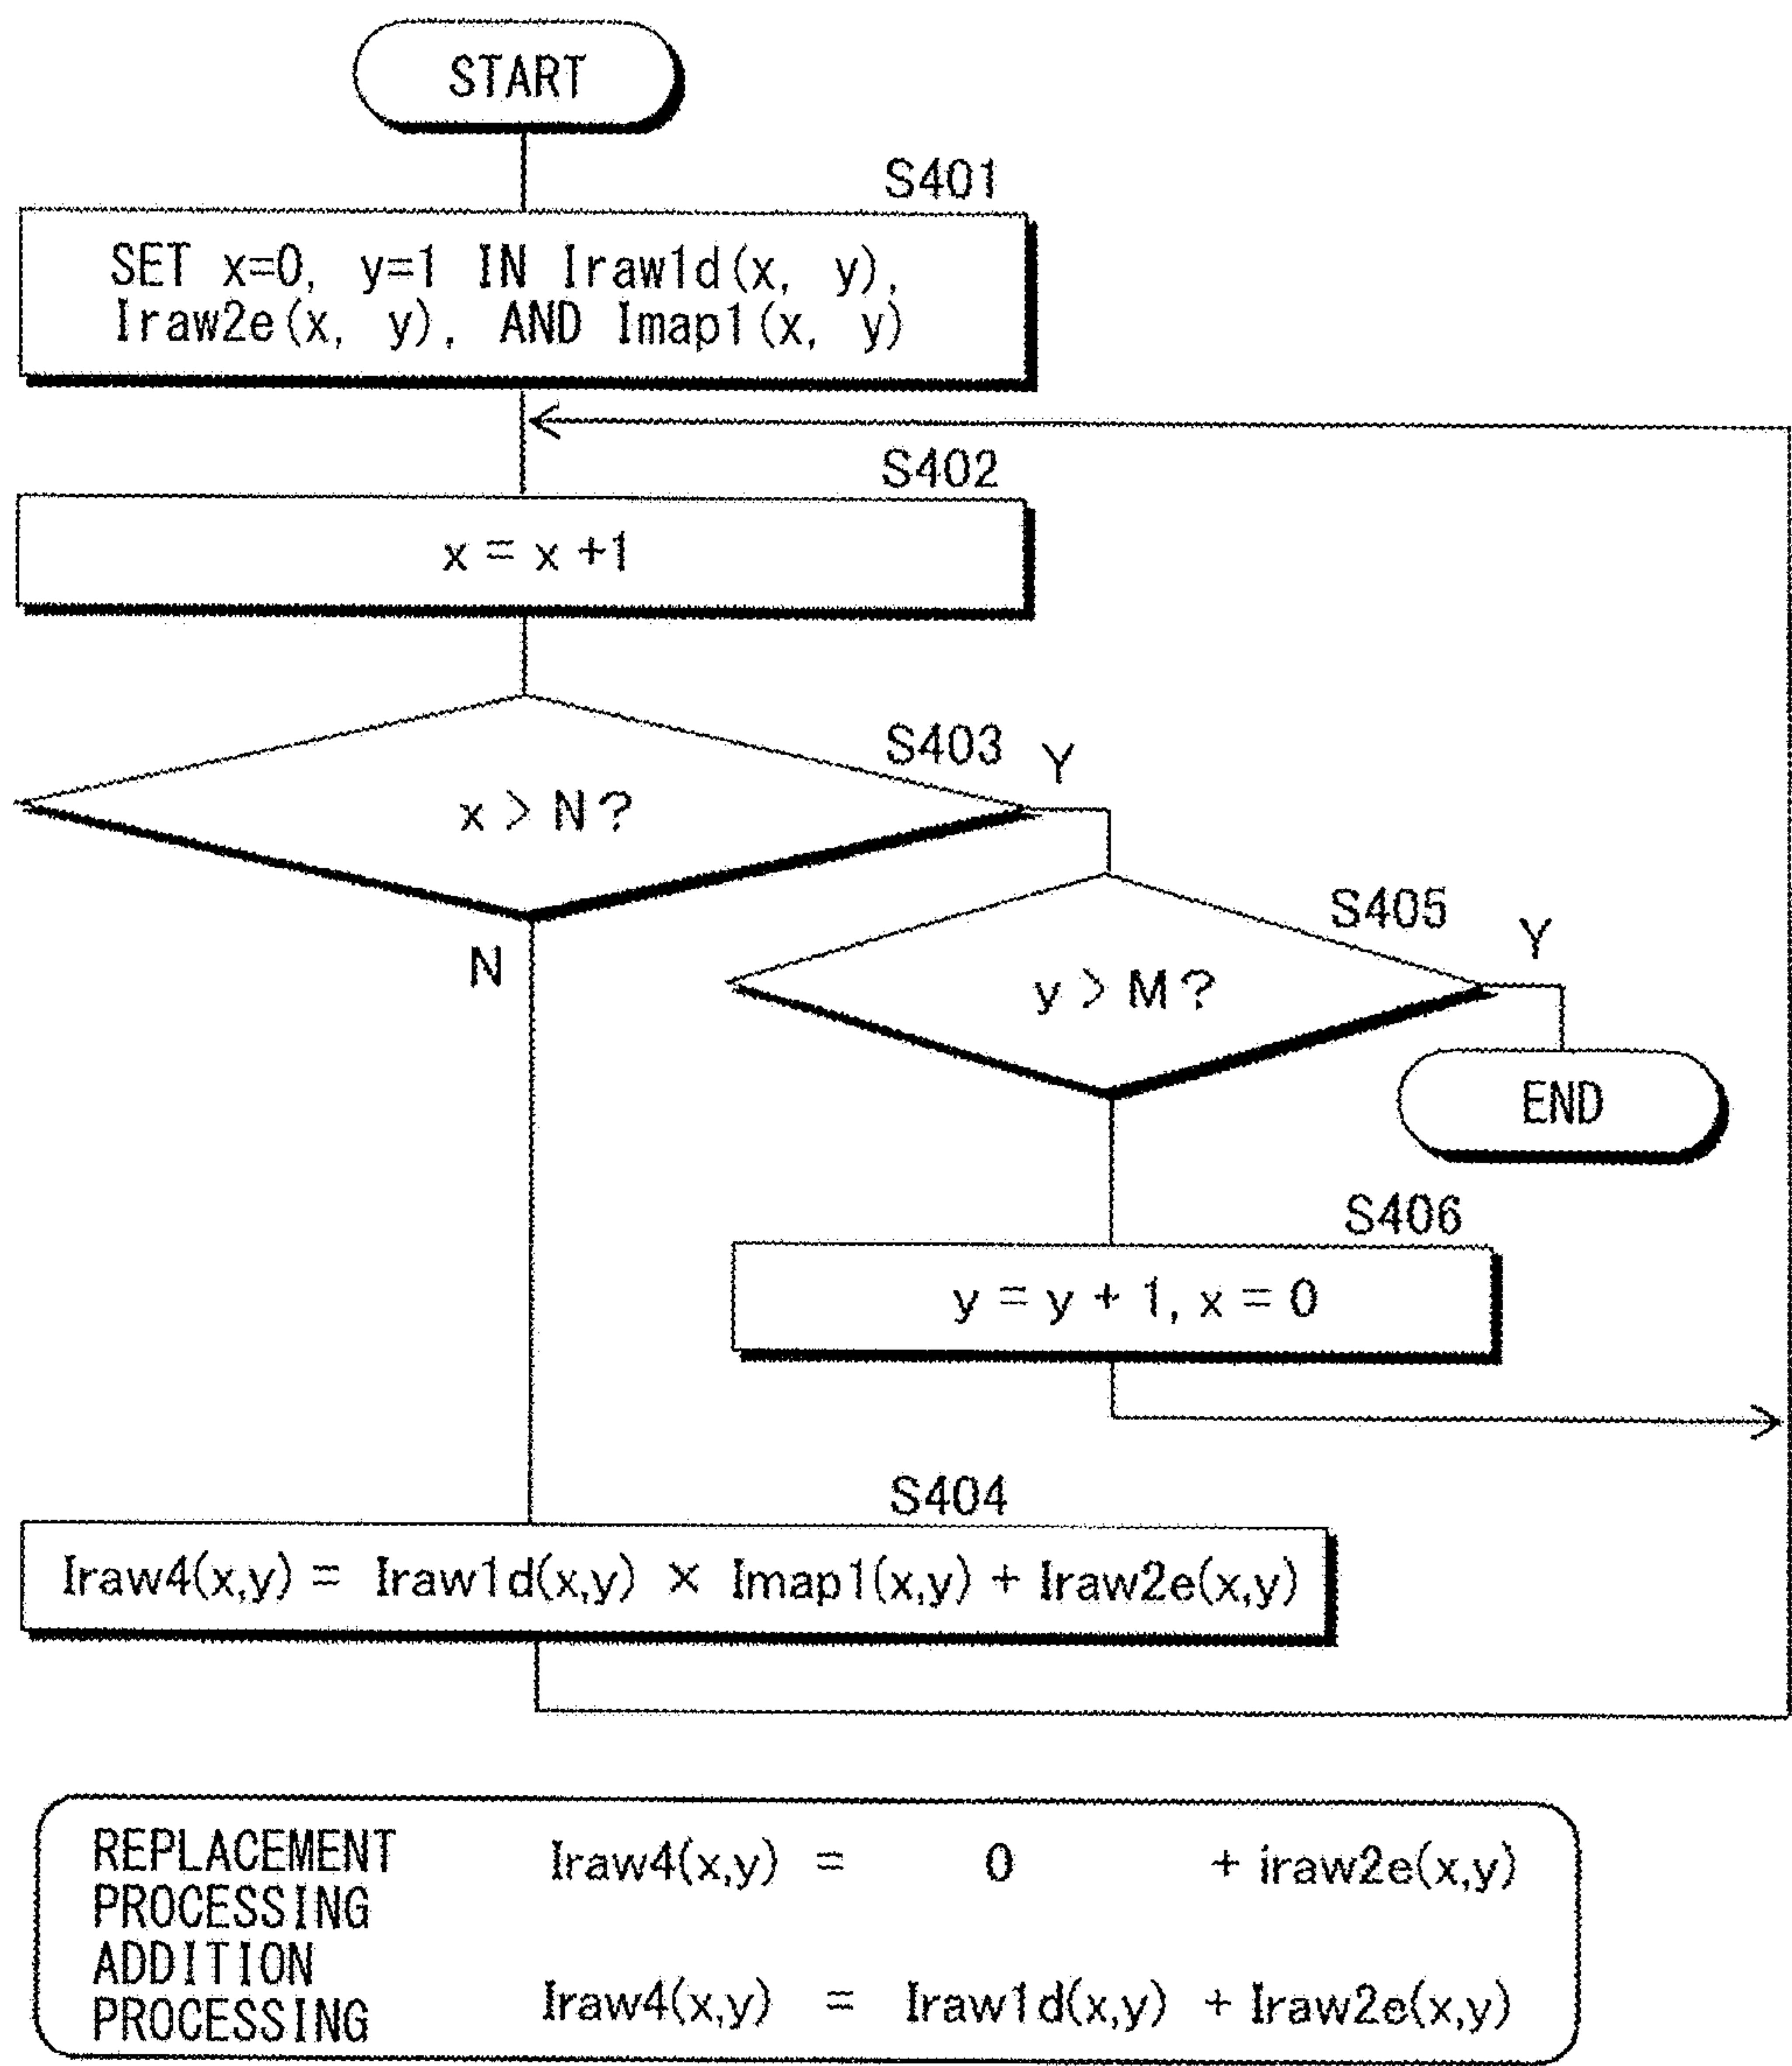 START
S401
SET x=0, y=1 IN Iraw1d(x, y),
Iraw2e(x, y), AND Imap1(x, y)
S402
x = x +1
S403
Y
x > N ?
N
S405
Y
y > M ?
END
S406
y = y + 1, x = 0
S404
Iraw4(x,y) = Iraw1d(x,y) × Imap1(x,y) + Iraw2e(x,y)
REPLACEMENT
PROCESSING
Iraw4(x,y) = 0 + iraw2e(x,y)
ADDITION
PROCESSING
Iraw4(x,y) = Iraw1d(x,y) + Iraw2e(x,y)